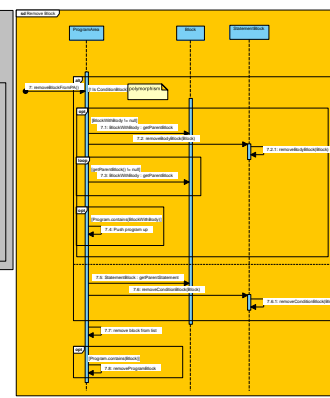 sd Remove Block
ProgramArea
Block
StatementBlock
alt
7: removeBlockFromPA()
[! Is ConditionBlock]
polymorphism
opt
[BlockWithBody != null]
7.1: BlockWithBody : getParentBlock
7.2: removeBodyBlock(Block)
7.2.1: removeBodyBlock(Block)
loop
[getParentBlock() != null]
7.3: BlockWithBody : getParentBlock
opt
[Program.contains(BlockWithBody)]
7.4: Push program up
7.5: StatementBlock : getParentStatement
7.6: removeConditionBlock(Block)
7.6.1: removeConditionBlock(Bl
7.7: remove block from list
opt
[Program.contains(Block)]
7.8: removeProgramBlock